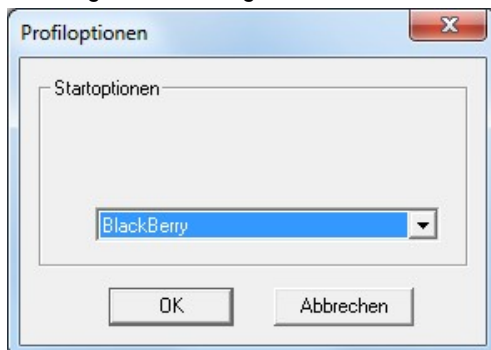 Profiloptionen
Startoptionen
BlackBerry
OK
Abbrechen